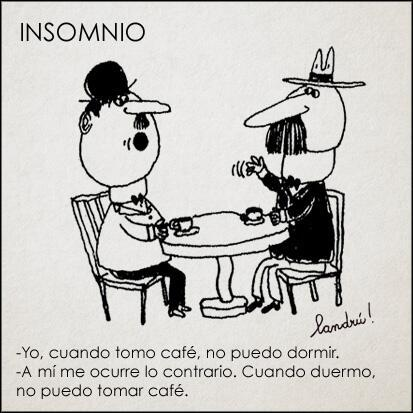 INSOMNIO
landrú!
-Yo, cuando tomo café, no puedo dormir.
-A mí me ocurre lo contrario. Cuando duermo,
no puedo tomar café.